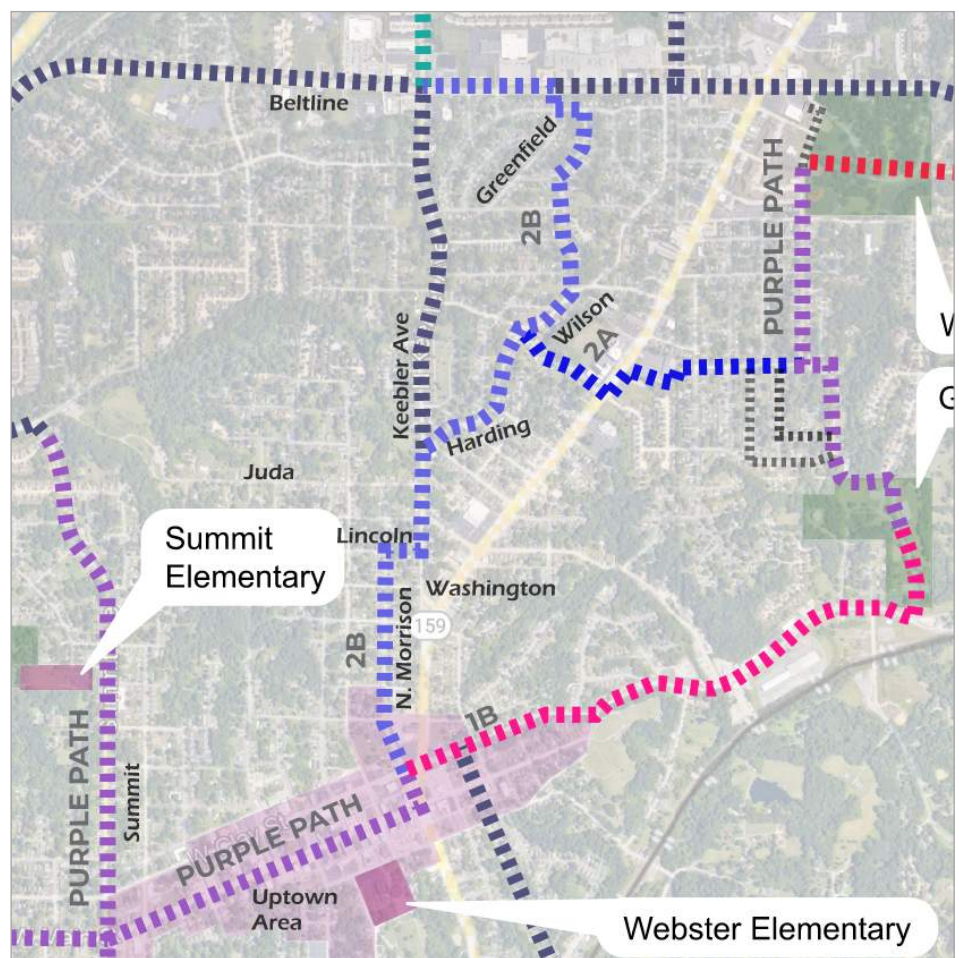 Beltline
Greenfield
2B
PURPLE PATH
W
Wilson
2A
Keebler Ave
G
Harding
Juda
Lincoln
Summit
Elementary
Washington
159
2B
N. Morrison
1B
PURPLE PATH
Summit
PURPLE PATH
Uptown
Area
Webster Elementary